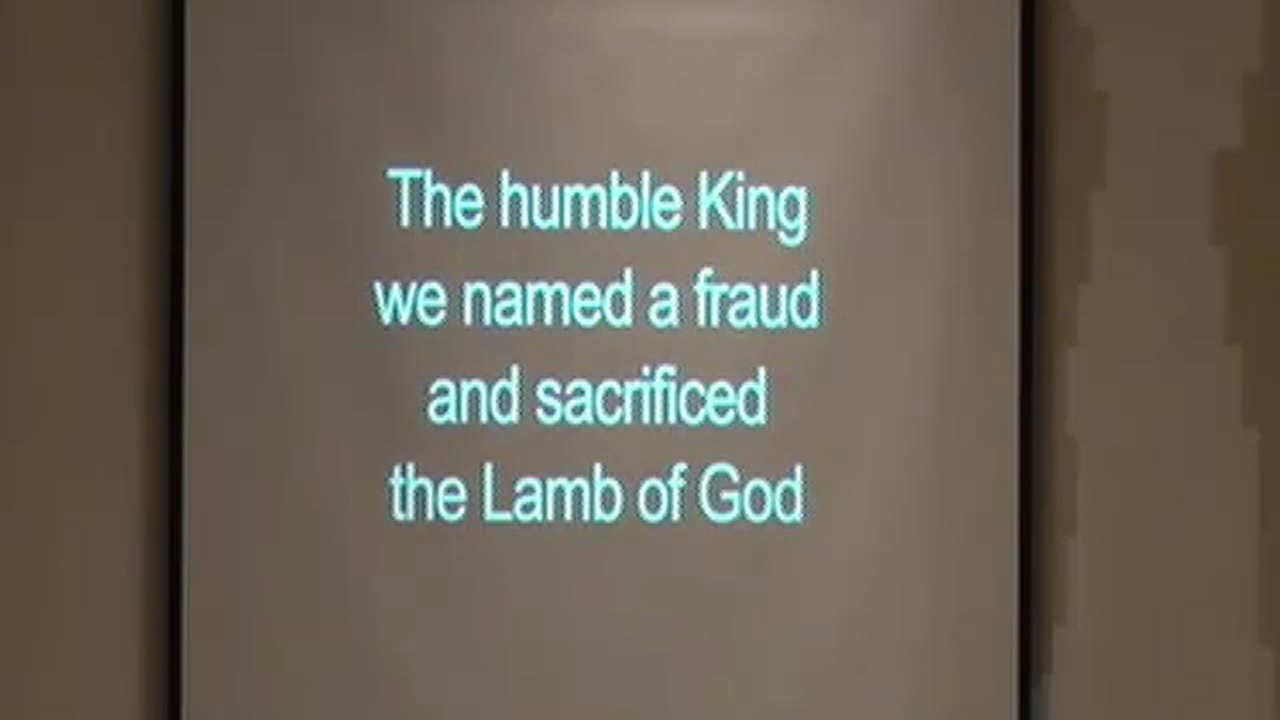 The humble King
we named a fraud
and sacrificed
the Lamb of God